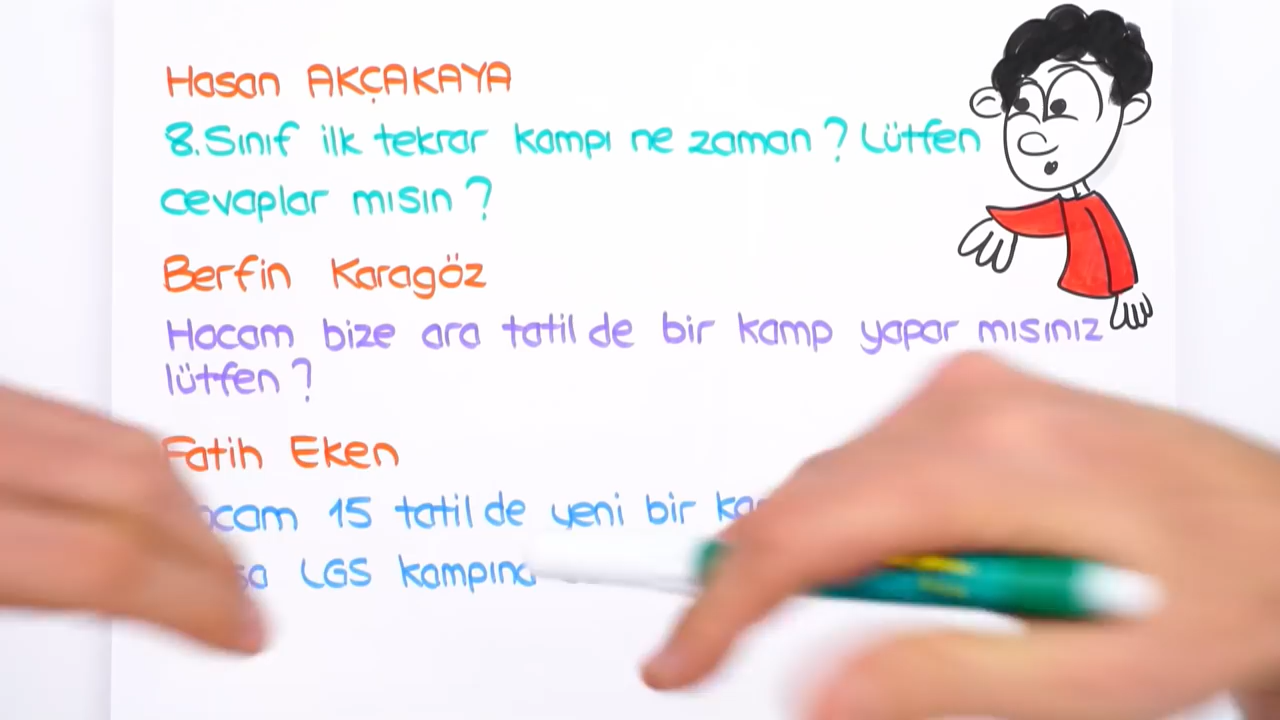 Hasan AKÇAKAYA
8.Sınıf ilk tekrar kampı ne zaman? Lütfen
cevaplar mısın?
Berfin Karagöz
Hocam bize ara tatil de bir kamp yapar mısınız
lütfen?
Fatih Eken
15 tatil de yeni bir
LGS